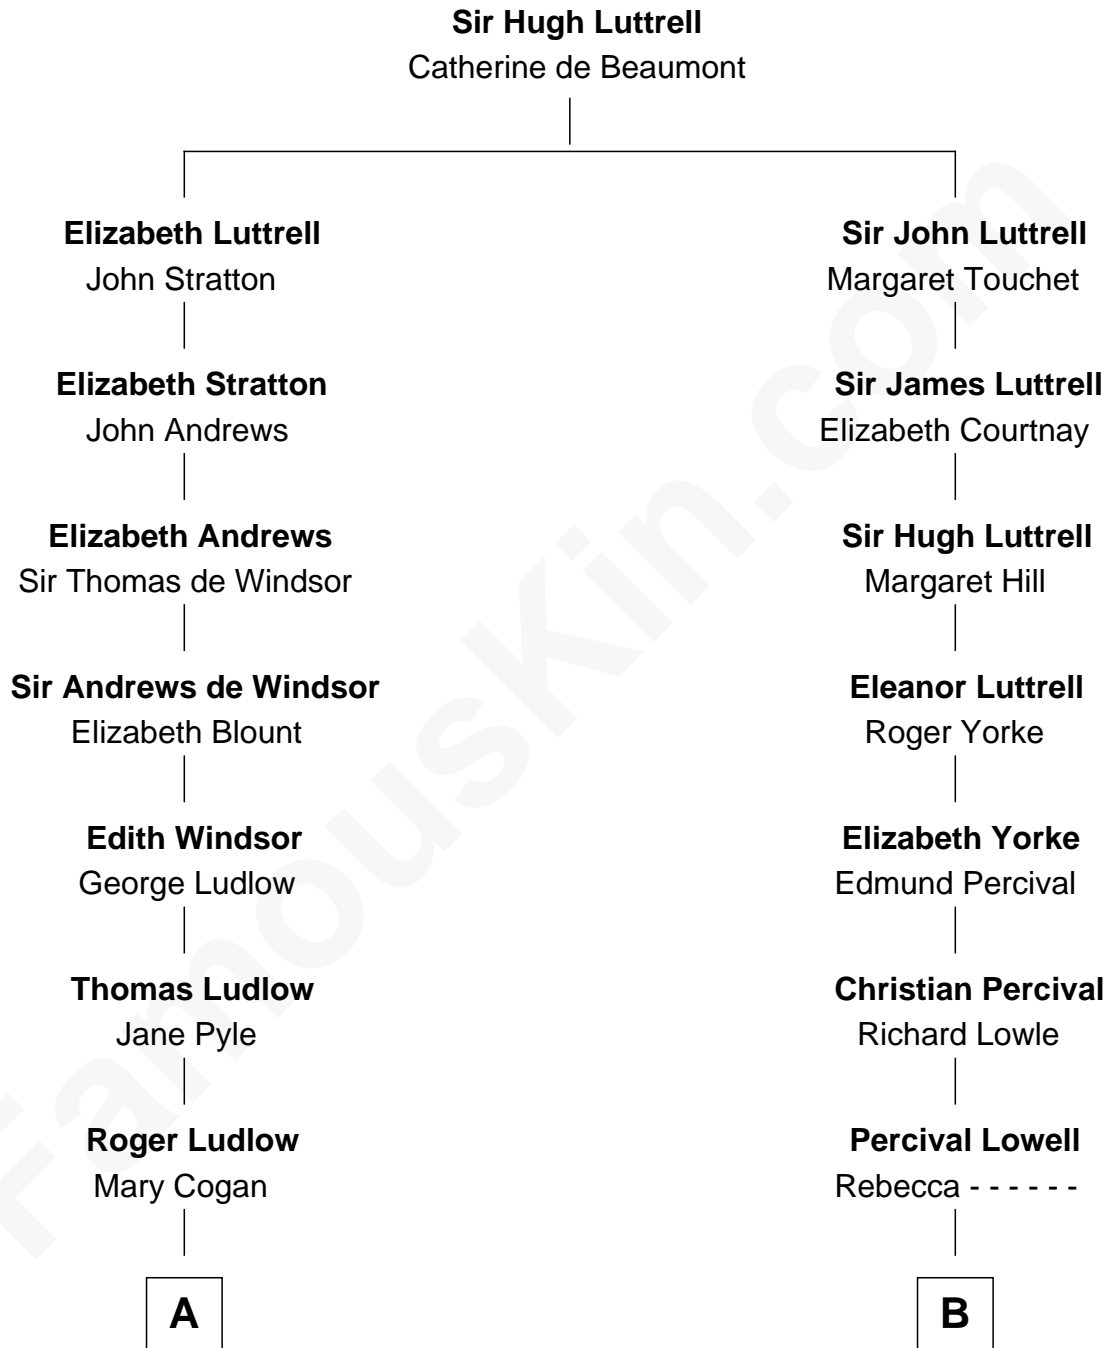 Sir Hugh Luttrell
Catherine de Beaumont
Elizabeth Luttrell
John Stratton
Elizabeth Stratton
John Andrews
Elizabeth Andrews
Sir Thomas de Windsor
Sir Andrews de Windsor
Elizabeth Blount
Edith Windsor
George Ludlow
Thomas Ludlow
Jane Pyle
Roger Ludlow
Mary Cogan
A
Sir John Luttrell
Margaret Touchet
Sir James Luttrell
Elizabeth Courtnay
Sir Hugh Luttrell
Margaret Hill
Eleanor Luttrell
Roger Yorke
Elizabeth Yorke
Edmund Percival
Christian Percival
Richard Lowle
Percival Lowell
Rebecca - - - - - -
B
FamousKin.com